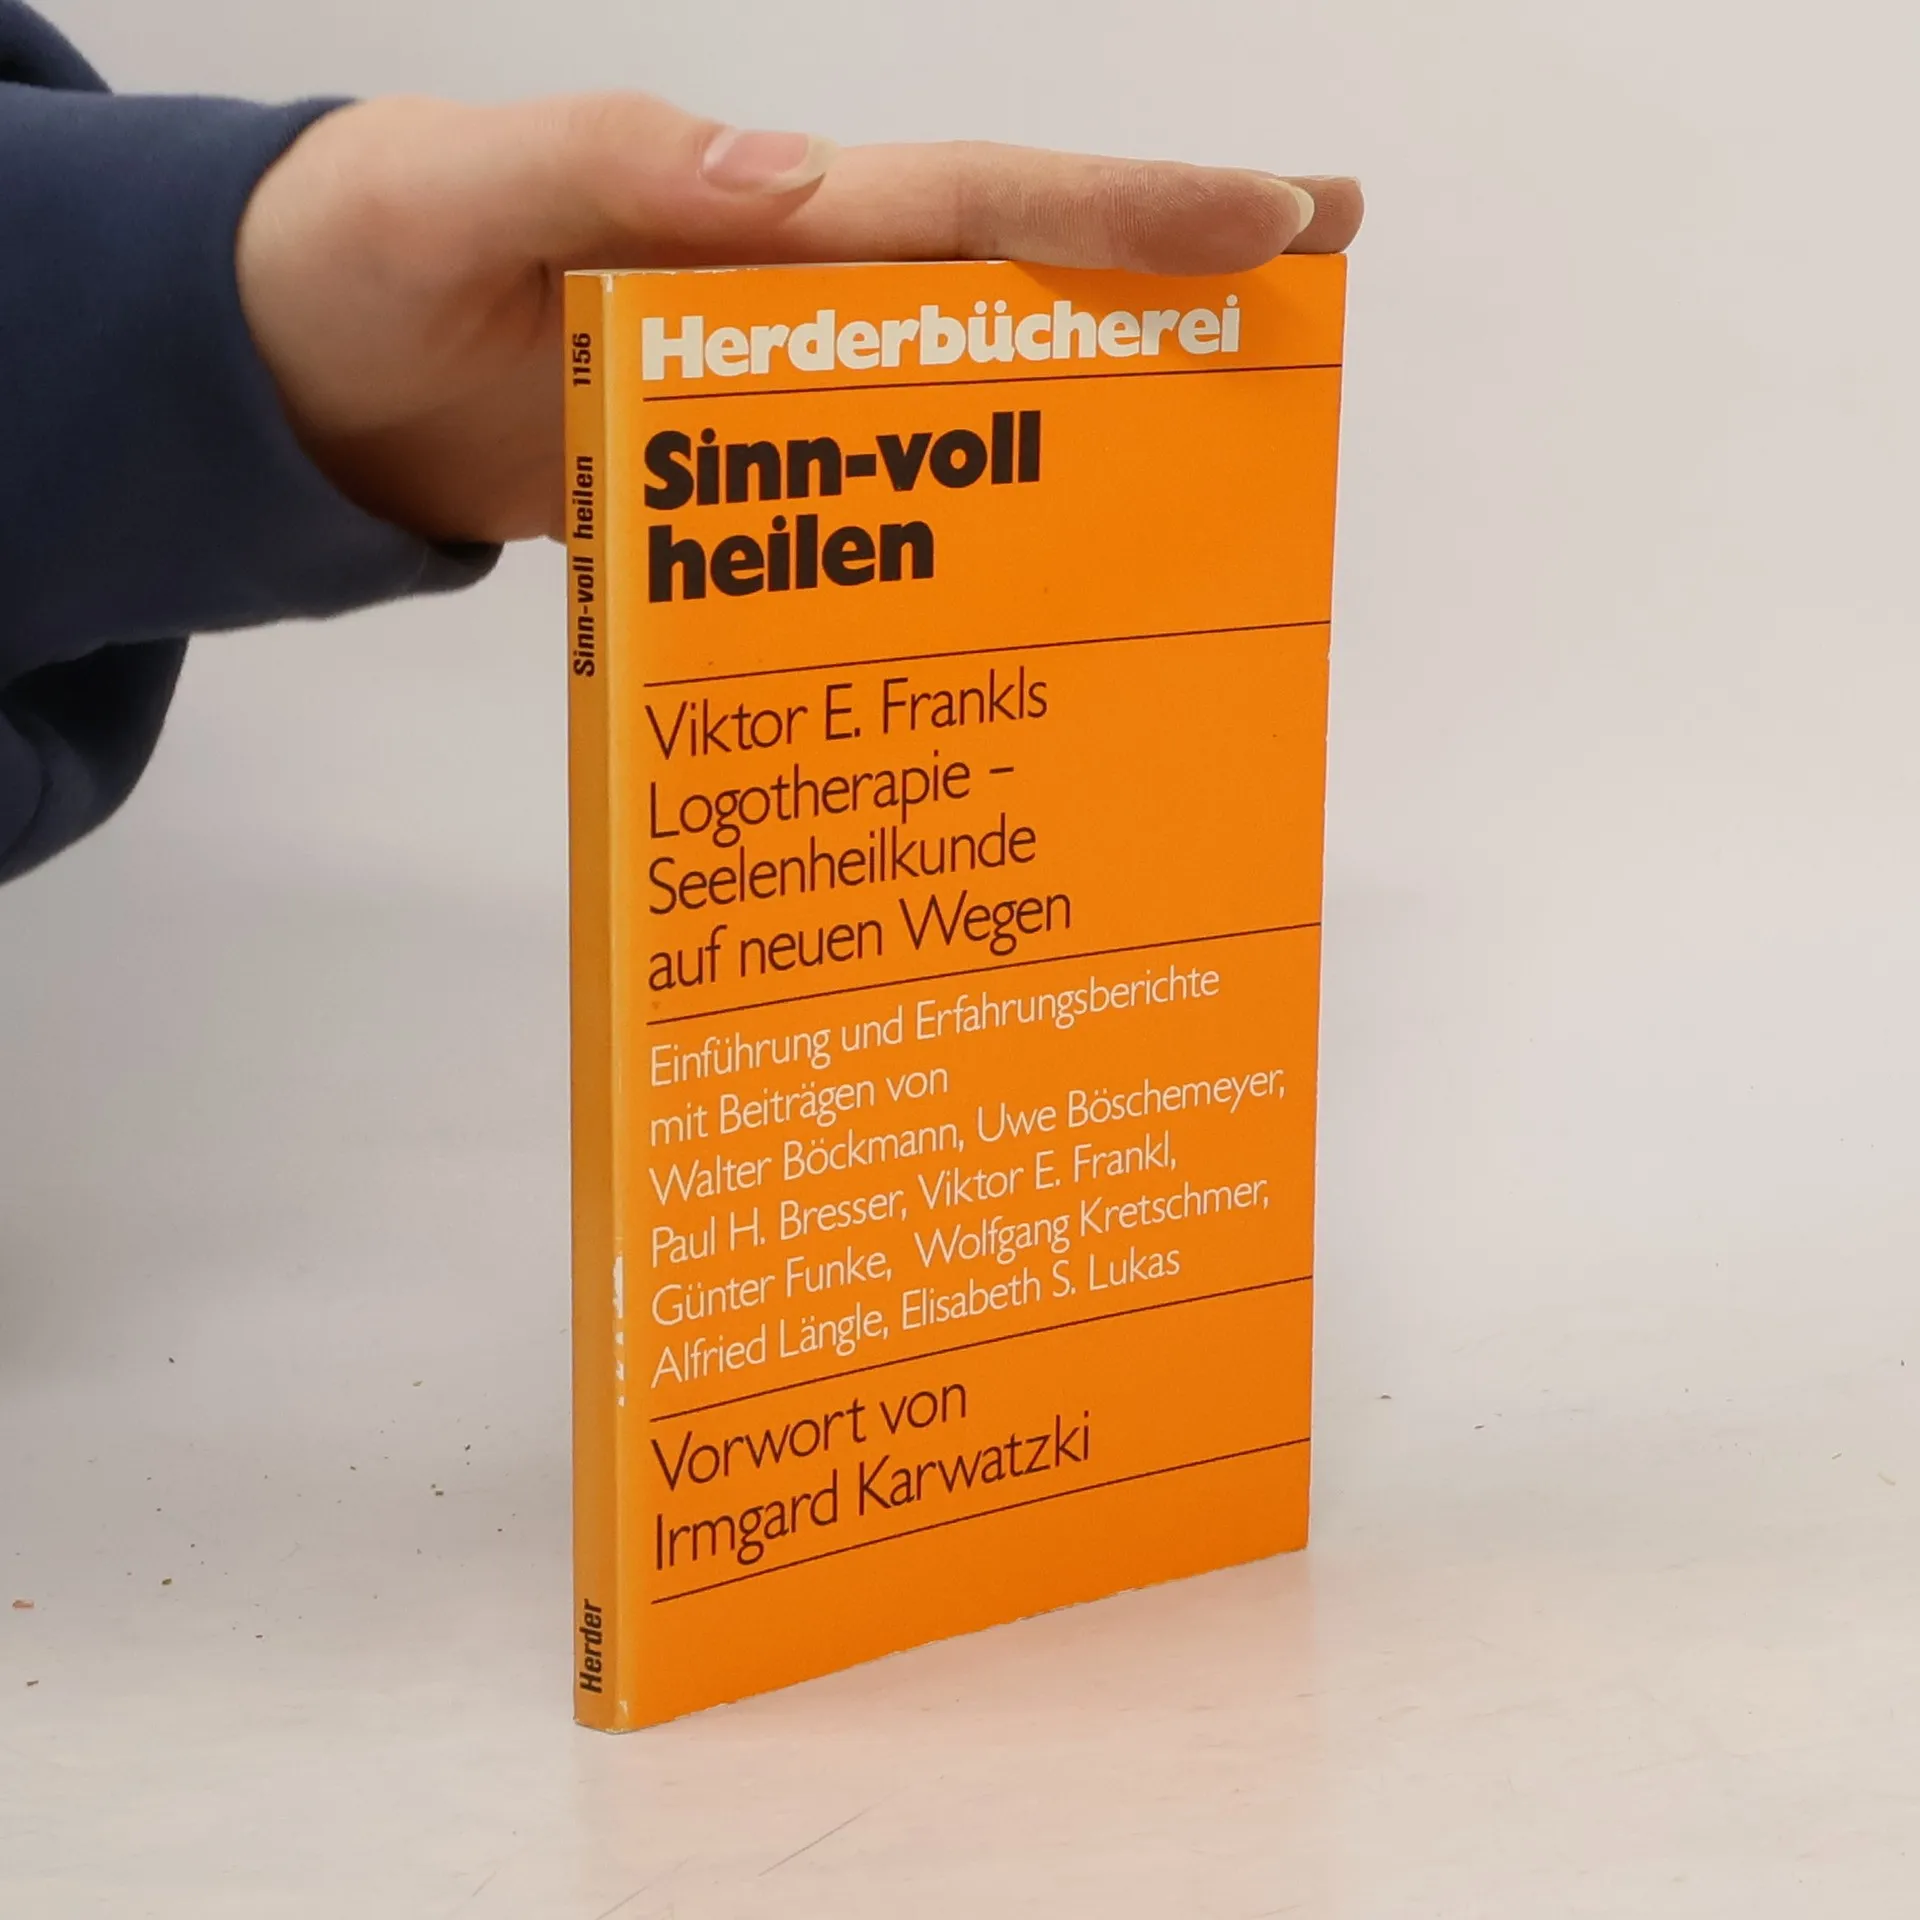 Herderbücherei
Sinn-voll
heilen
Viktor E. Frankls
Logotherapie –
Seelenheilkunde
auf neuen Wegen
Einführung und Erfahrungsberichte
mit Beiträgen von
Walter Böckmann, Uwe Böschemeyer,
Paul H. Bresser, Viktor E. Frankl,
Günter Funke, Wolfgang Kretschmer,
Alfried Längle, Elisabeth S. Lukas
Vorwort von
Irmgard Karwatzki
Herder Sinn-voll heilen 1156